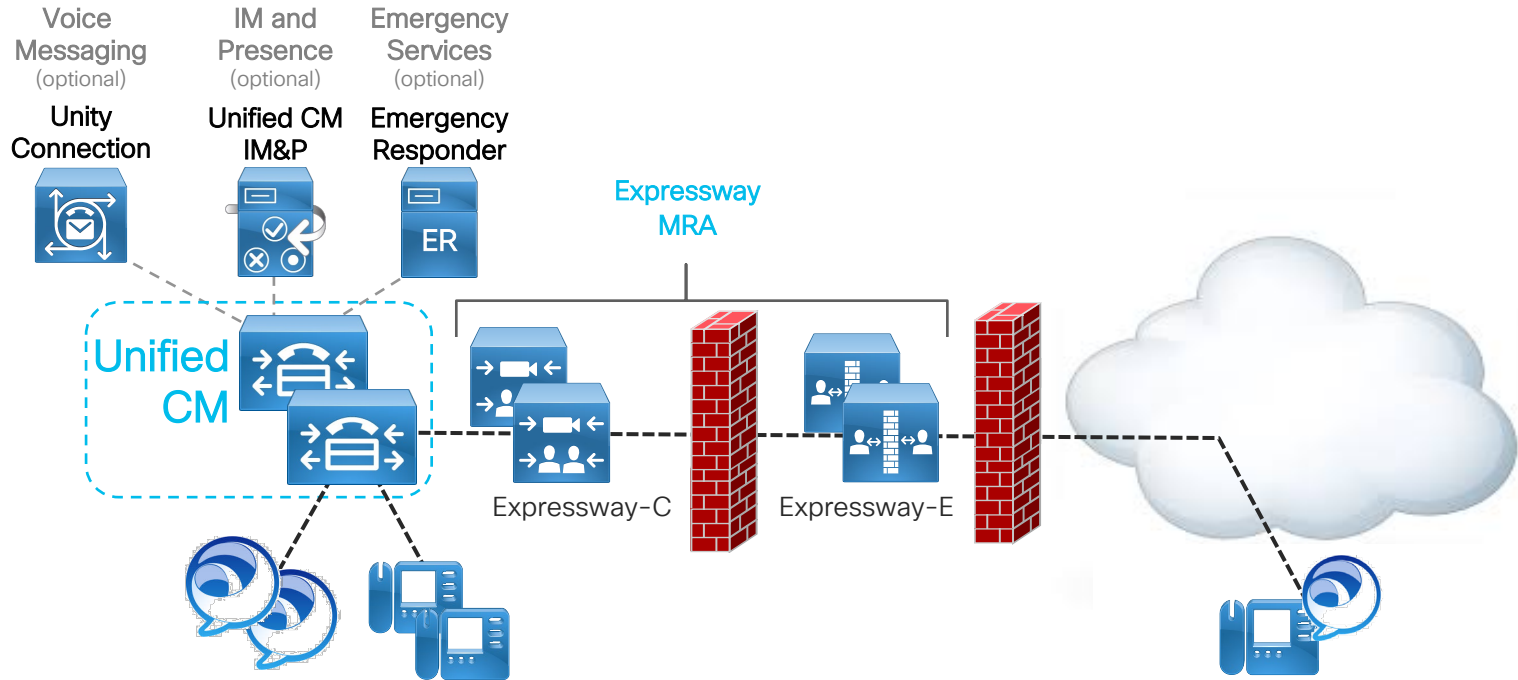 Voice
Messaging
(optional)
Unity
Connection
IM and
Presence
(optional)
Unified CM
IM&P
Emergency
Services
(optional)
Emergency
Responder
ER
Expressway
MRA
Unified
CM
Expressway-C
Expressway-E